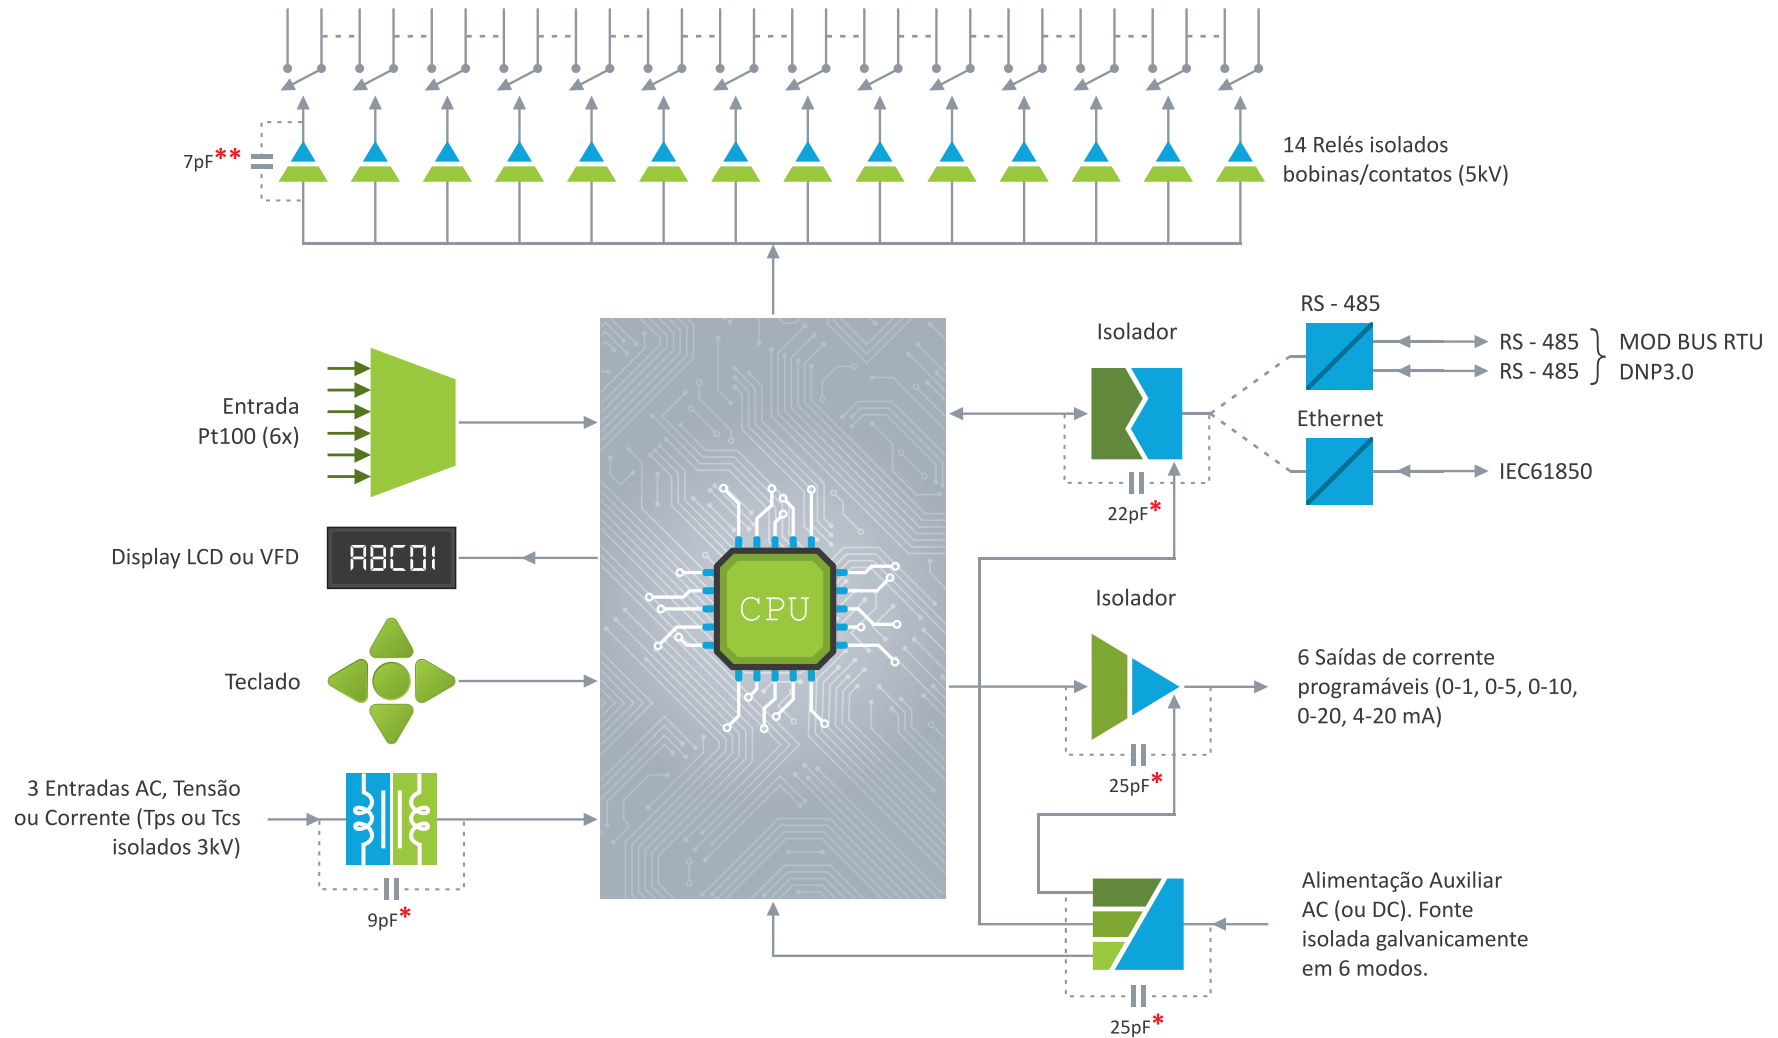 7pF**
14 Relés isolados
bobinas/contatos (5kV)
RS - 485
Isolador
RS - 485
RS - 485
MOD BUS RTU
DNP3.0
Ethernet
IEC61850
22pF*
Entrada
Pt100 (6x)
Display LCD ou VFD
ABCD1
CPU
Isolador
6 Saídas de corrente
programáveis (0-1, 0-5, 0-10,
0-20, 4-20 mA)
25pF*
Teclado
3 Entradas AC, Tensão
ou Corrente (Tps ou Tcs
isolados 3kV)
9pF*
Alimentação Auxiliar
AC (ou DC). Fonte
isolada galvanicamente
em 6 modos.
25pF*